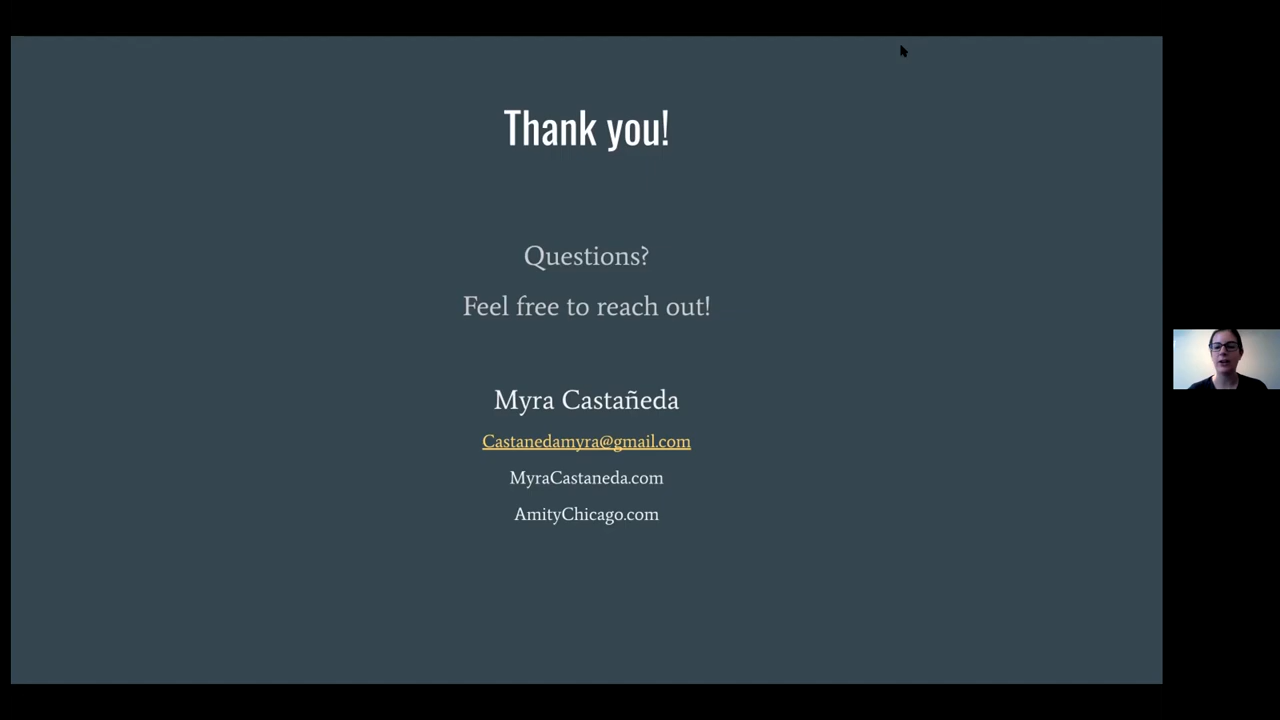 Thank you!
Questions?
Feel free to reach out!
Myra Castañeda
Castanedamyra@gmail.com
MyraCastaneda.com
AmityChicago.com